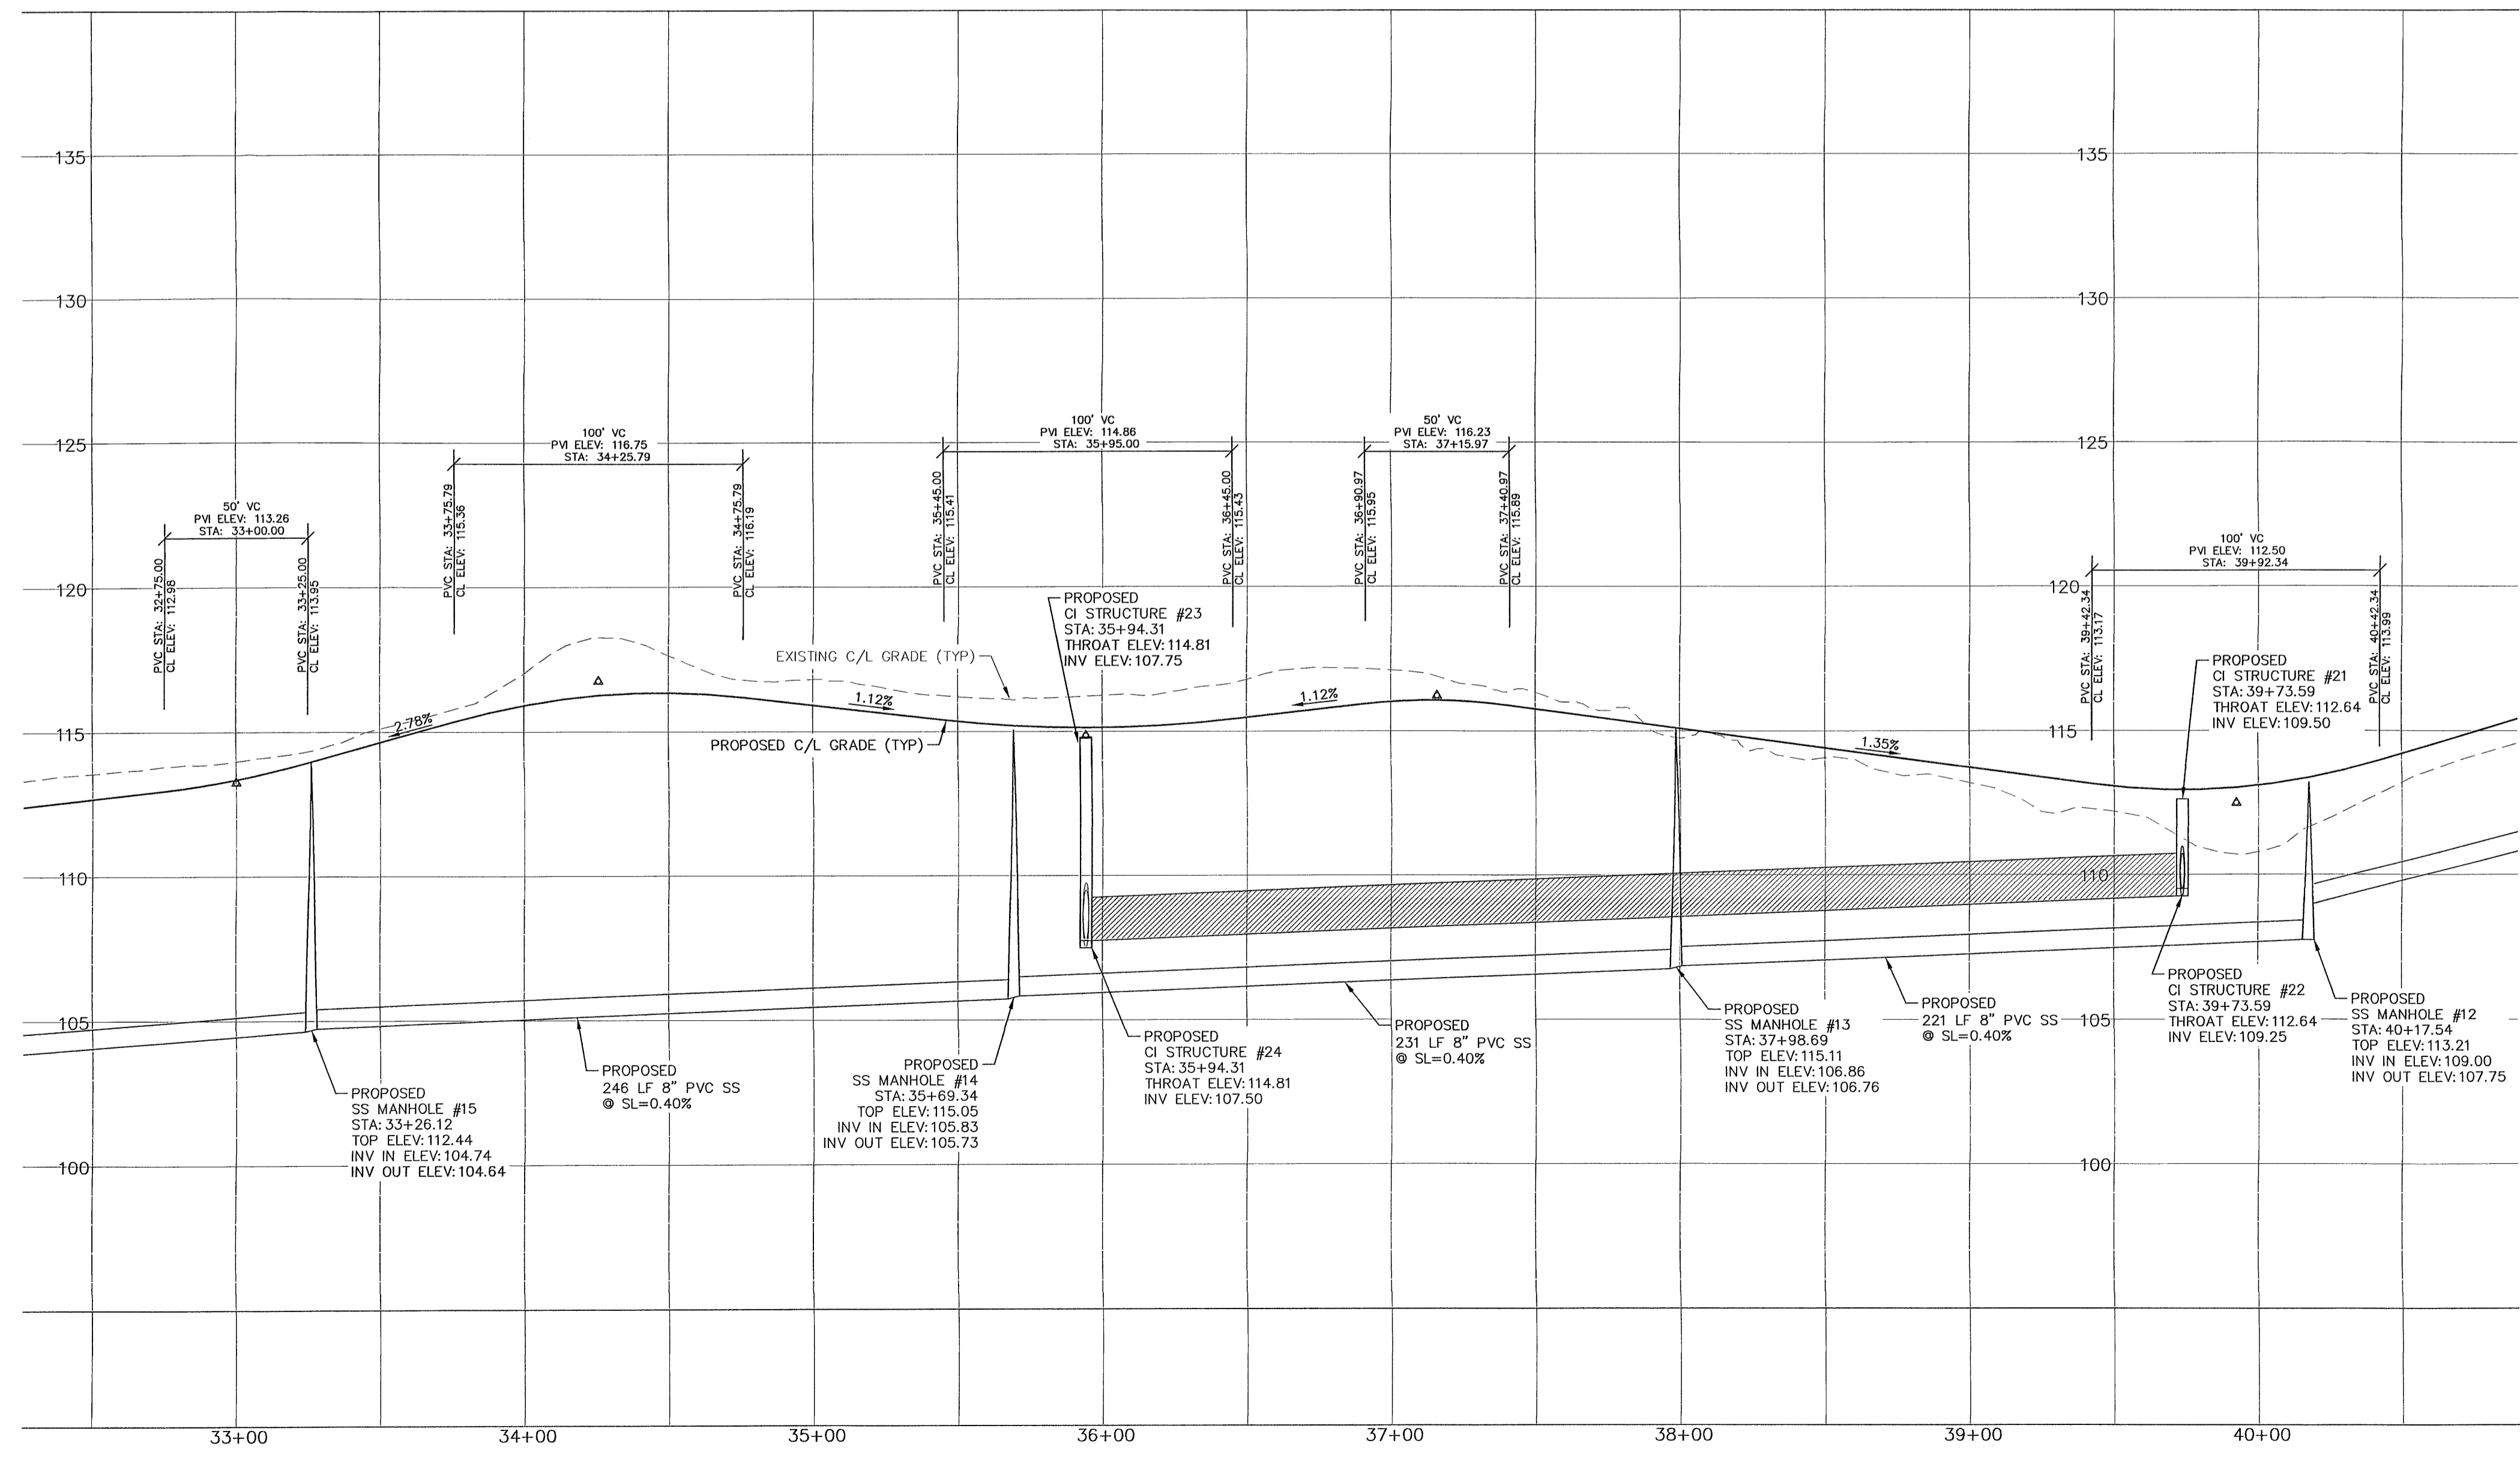 135
135
130
130
125
125
120
120
115
115
110
110
105
105
100
100
50' VC
PVI ELEV: 113.26
STA: 33+00.00
PVC STA: 32+75.00
CL ELEV: 112.98
PVC STA: 33+25.00
CL ELEV: 113.95
100' VC
PVI ELEV: 116.75
STA: 34+25.79
PVC STA: 33+75.79
CL ELEV: 115.36
PVC STA: 34+75.79
CL ELEV: 116.19
100' VC
PVI ELEV: 114.86
STA: 35+95.00
PVC STA: 35+45.00
CL ELEV: 115.41
PVC STA: 36+45.00
CL ELEV: 115.43
50' VC
PVI ELEV: 116.23
STA: 37+15.97
PVC STA: 36+90.97
CL ELEV: 115.95
PVC STA: 37+40.97
CL ELEV: 115.89
100' VC
PVI ELEV: 112.50
STA: 39+92.34
PVC STA: 39+42.34
CL ELEV: 113.17
PVC STA: 40+42.34
CL ELEV: 113.99
PROPOSED
CI STRUCTURE #23
STA: 35+94.31
THROAT ELEV: 114.81
INV ELEV: 107.75
EXISTING C/L GRADE (TYP)
PROPOSED
CI STRUCTURE #21
STA: 39+73.59
THROAT ELEV: 112.64
INV ELEV: 109.50
2.78%
1.12%
1.12%
1.35%
PROPOSED C/L GRADE (TYP)
PROPOSED
SS MANHOLE #15
STA: 33+26.12
TOP ELEV: 112.44
INV IN ELEV: 104.74
INV OUT ELEV: 104.64
PROPOSED
246 LF 8" PVC SS
@ SL=0.40%
PROPOSED
SS MANHOLE #14
STA: 35+69.34
TOP ELEV: 115.05
INV IN ELEV: 105.83
INV OUT ELEV: 105.73
PROPOSED
CI STRUCTURE #24
STA: 35+94.31
THROAT ELEV: 114.81
INV ELEV: 107.50
PROPOSED
231 LF 8" PVC SS
@ SL=0.40%
PROPOSED
SS MANHOLE #13
STA: 37+98.69
TOP ELEV: 115.11
INV IN ELEV: 106.86
INV OUT ELEV: 106.76
PROPOSED
221 LF 8" PVC SS
@ SL=0.40%
PROPOSED
CI STRUCTURE #22
STA: 39+73.59
THROAT ELEV: 112.64
INV ELEV: 109.25
PROPOSED
SS MANHOLE #12
STA: 40+17.54
TOP ELEV: 113.21
INV IN ELEV: 109.00
INV OUT ELEV: 107.75
33+00
34+00
35+00
36+00
37+00
38+00
39+00
40+00